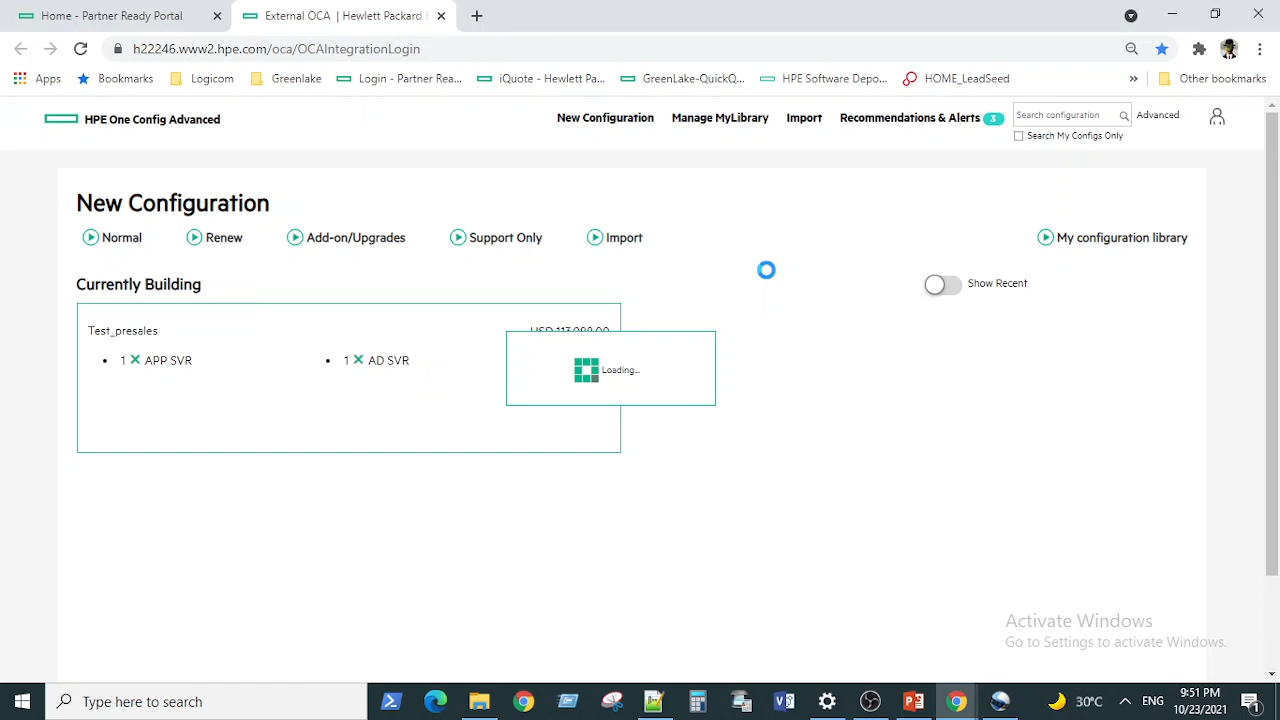 Home - Partner Ready Portal
External OCA | Hewlett Packard
h22246.www2.hpe.com/oca/OCAIntegrationLogin
Apps Bookmarks Logicom Greenlake Login - Partner Rea... iQuote - Hewlett Pa... GreenLake-QuickQ... HPE Software Depo... HOME_LeadSeed » Other bookmarks
HPE One Config Advanced
New Configuration Manage MyLibrary Import Recommendations & Alerts 3 Search configuration Advanced
Search My Configs Only
New Configuration
Normal Renew Add-on/Upgrades Support Only Import My configuration library
Currently Building
Show Recent
Test_presales
• 1 X APP SVR • 1 X AD SVR
Loading...
Activate Windows
Go to Settings to activate Windows.
Type here to search
30°C ENG
9:51 PM
10/23/2021
1